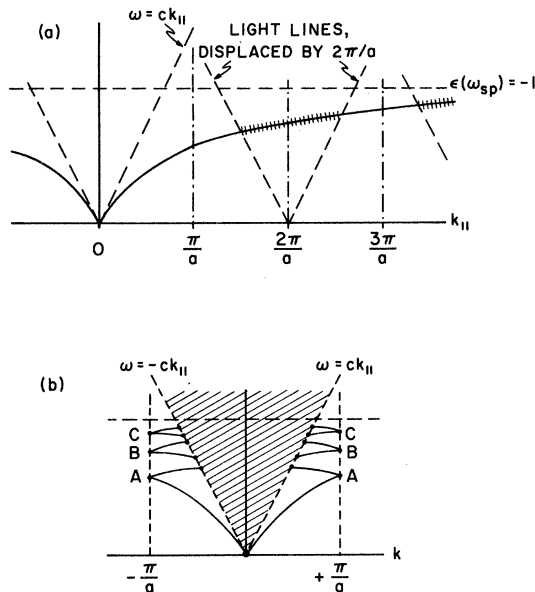 (a)
ω = ck||
LIGHT LINES,
DISPLACED BY 2π/a
ϵ(ωsp) = -1
k||
0
π/a
2π/a
3π/a
(b)
ω = -ck||
ω = ck||
C
C
B
B
A
A
k
- π/a
+ π/a